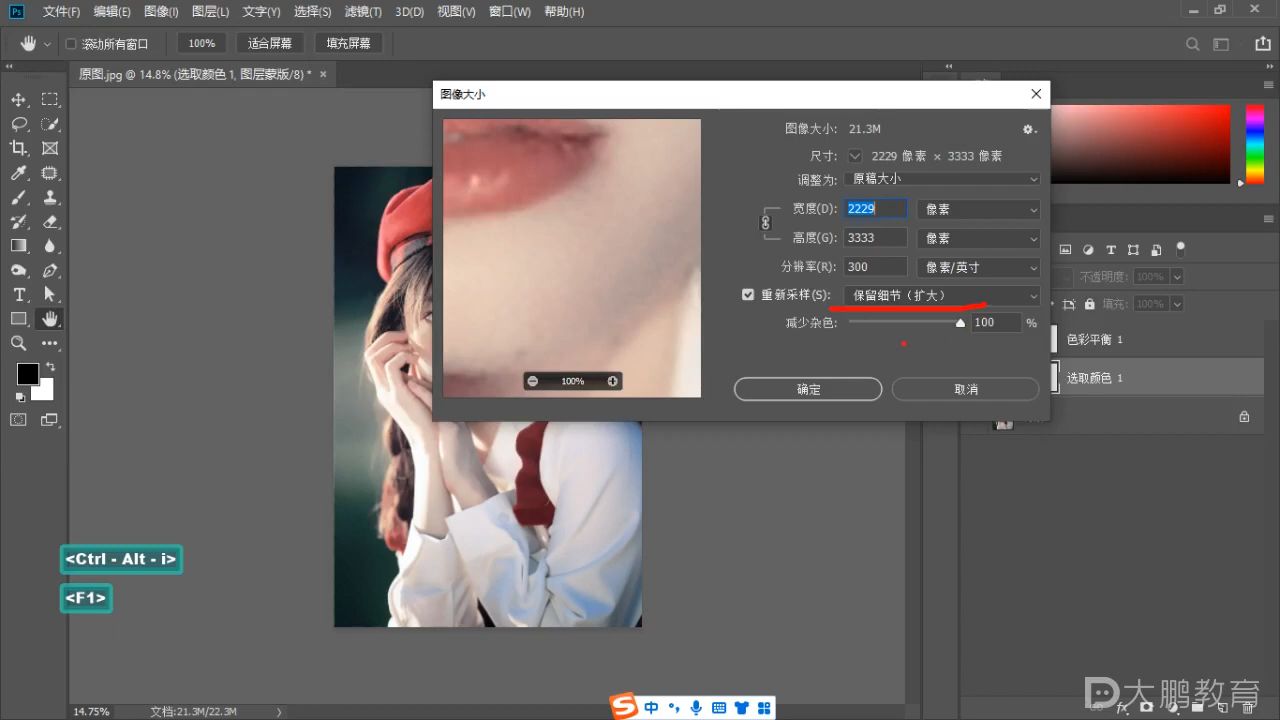 Ps 文件(F) 编辑(E) 图像(I) 图层(L) 文字(Y) 选择(S) 滤镜(T) 3D(D) 视图(V) 窗口(W) 帮助(H)
滚动所有窗口 100% 适合屏幕 填充屏幕
原图.jpg @ 14.8% (选取颜色 1, 图层蒙版/8) * ×
图像大小
图像大小: 21.3M
尺寸: 2229 像素 × 3333 像素
调整为: 原稿大小
宽度(D): 2229 像素
高度(G): 3333 像素
分辨率(R): 300 像素/英寸
重新采样(S): 保留细节（扩大）
减少杂色: 100 %
100%
确定 取消
不透明度: 100%
填充: 100%
色彩平衡 1
选取颜色 1
<Ctrl - Alt - i>
<F1>
14.75% 文档:21.3M/22.3M
S 中
大鹏教育